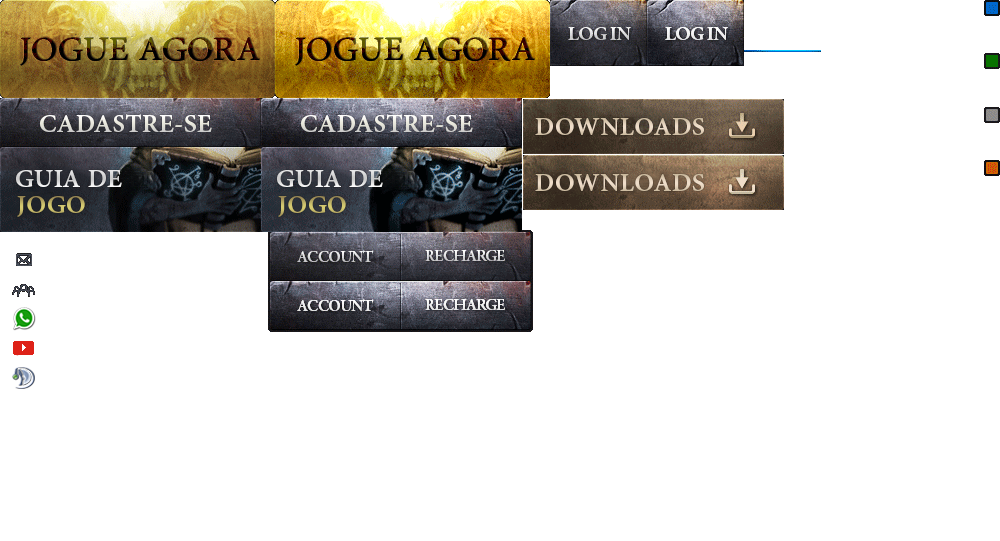 JOGUE AGORA
JOGUE AGORA
LOG IN
LOG IN
CADASTRE-SE
CADASTRE-SE
DOWNLOADS
GUIA DE
JOGO
GUIA DE
JOGO
DOWNLOADS
ACCOUNT
RECHARGE
ACCOUNT
RECHARGE